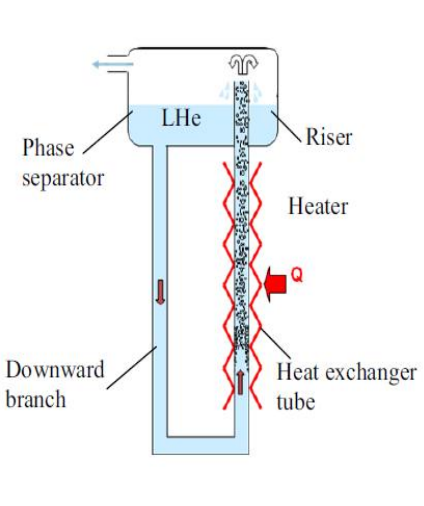 LHe
Riser
Phase
separator
Heater
Q
Downward
branch
Heat exchanger
tube